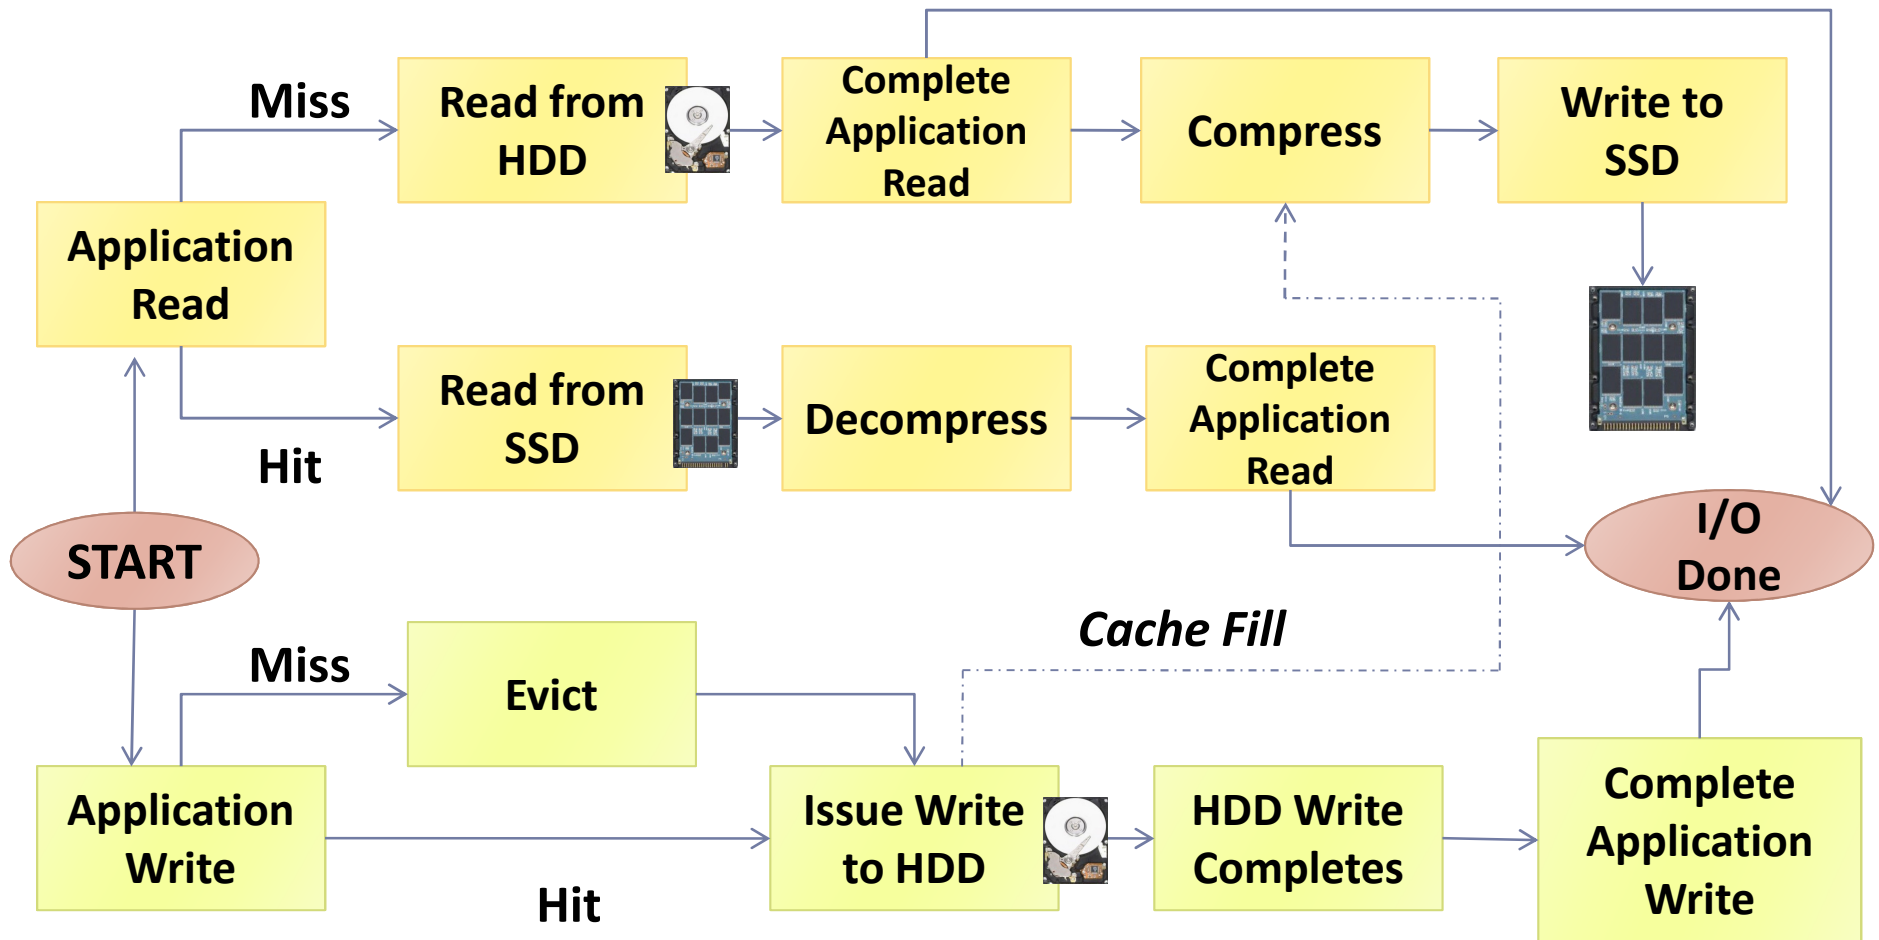 Miss
Read from
HDD
Complete
Application
Read
Compress
Write to
SSD
Application
Read
Hit
Read from
SSD
Decompress
Complete
Application
Read
START
I/O
Done
Cache Fill
Miss
Evict
Application
Write
Hit
Issue Write
to HDD
HDD Write
Completes
Complete
Application
Write